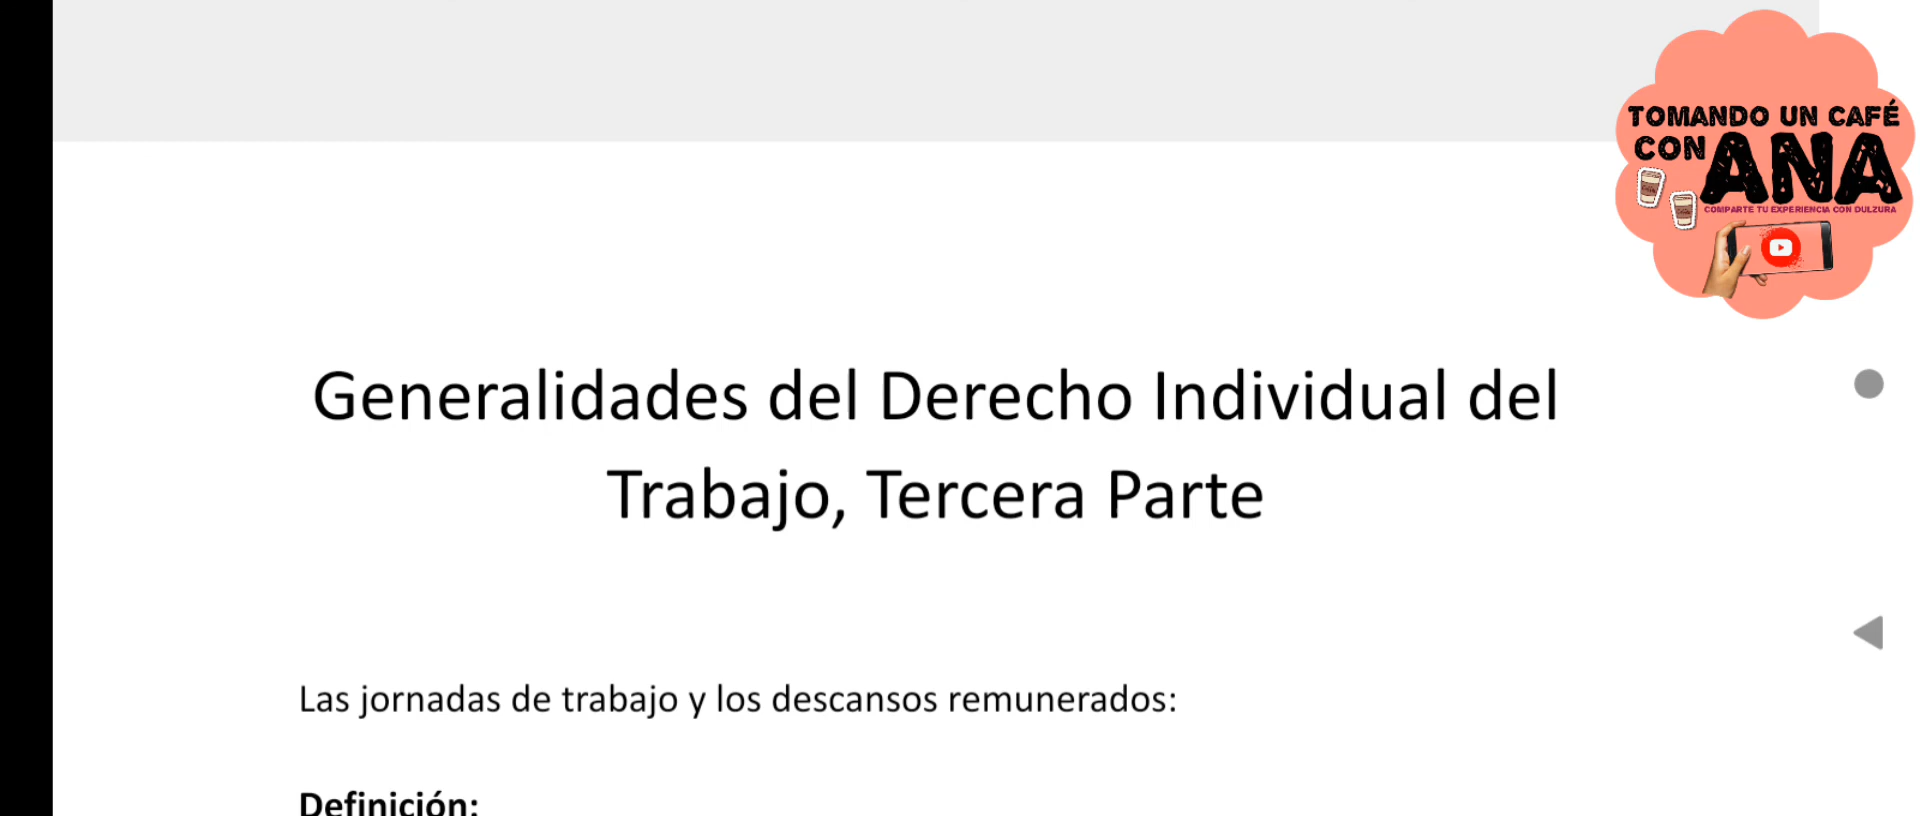 TOMANDO UN CAFÉ
CON ANA
COMPARTE TU EXPERIENCIA CON DULZURA
Generalidades del Derecho Individual del
Trabajo, Tercera Parte
Las jornadas de trabajo y los descansos remunerados:
Definición: